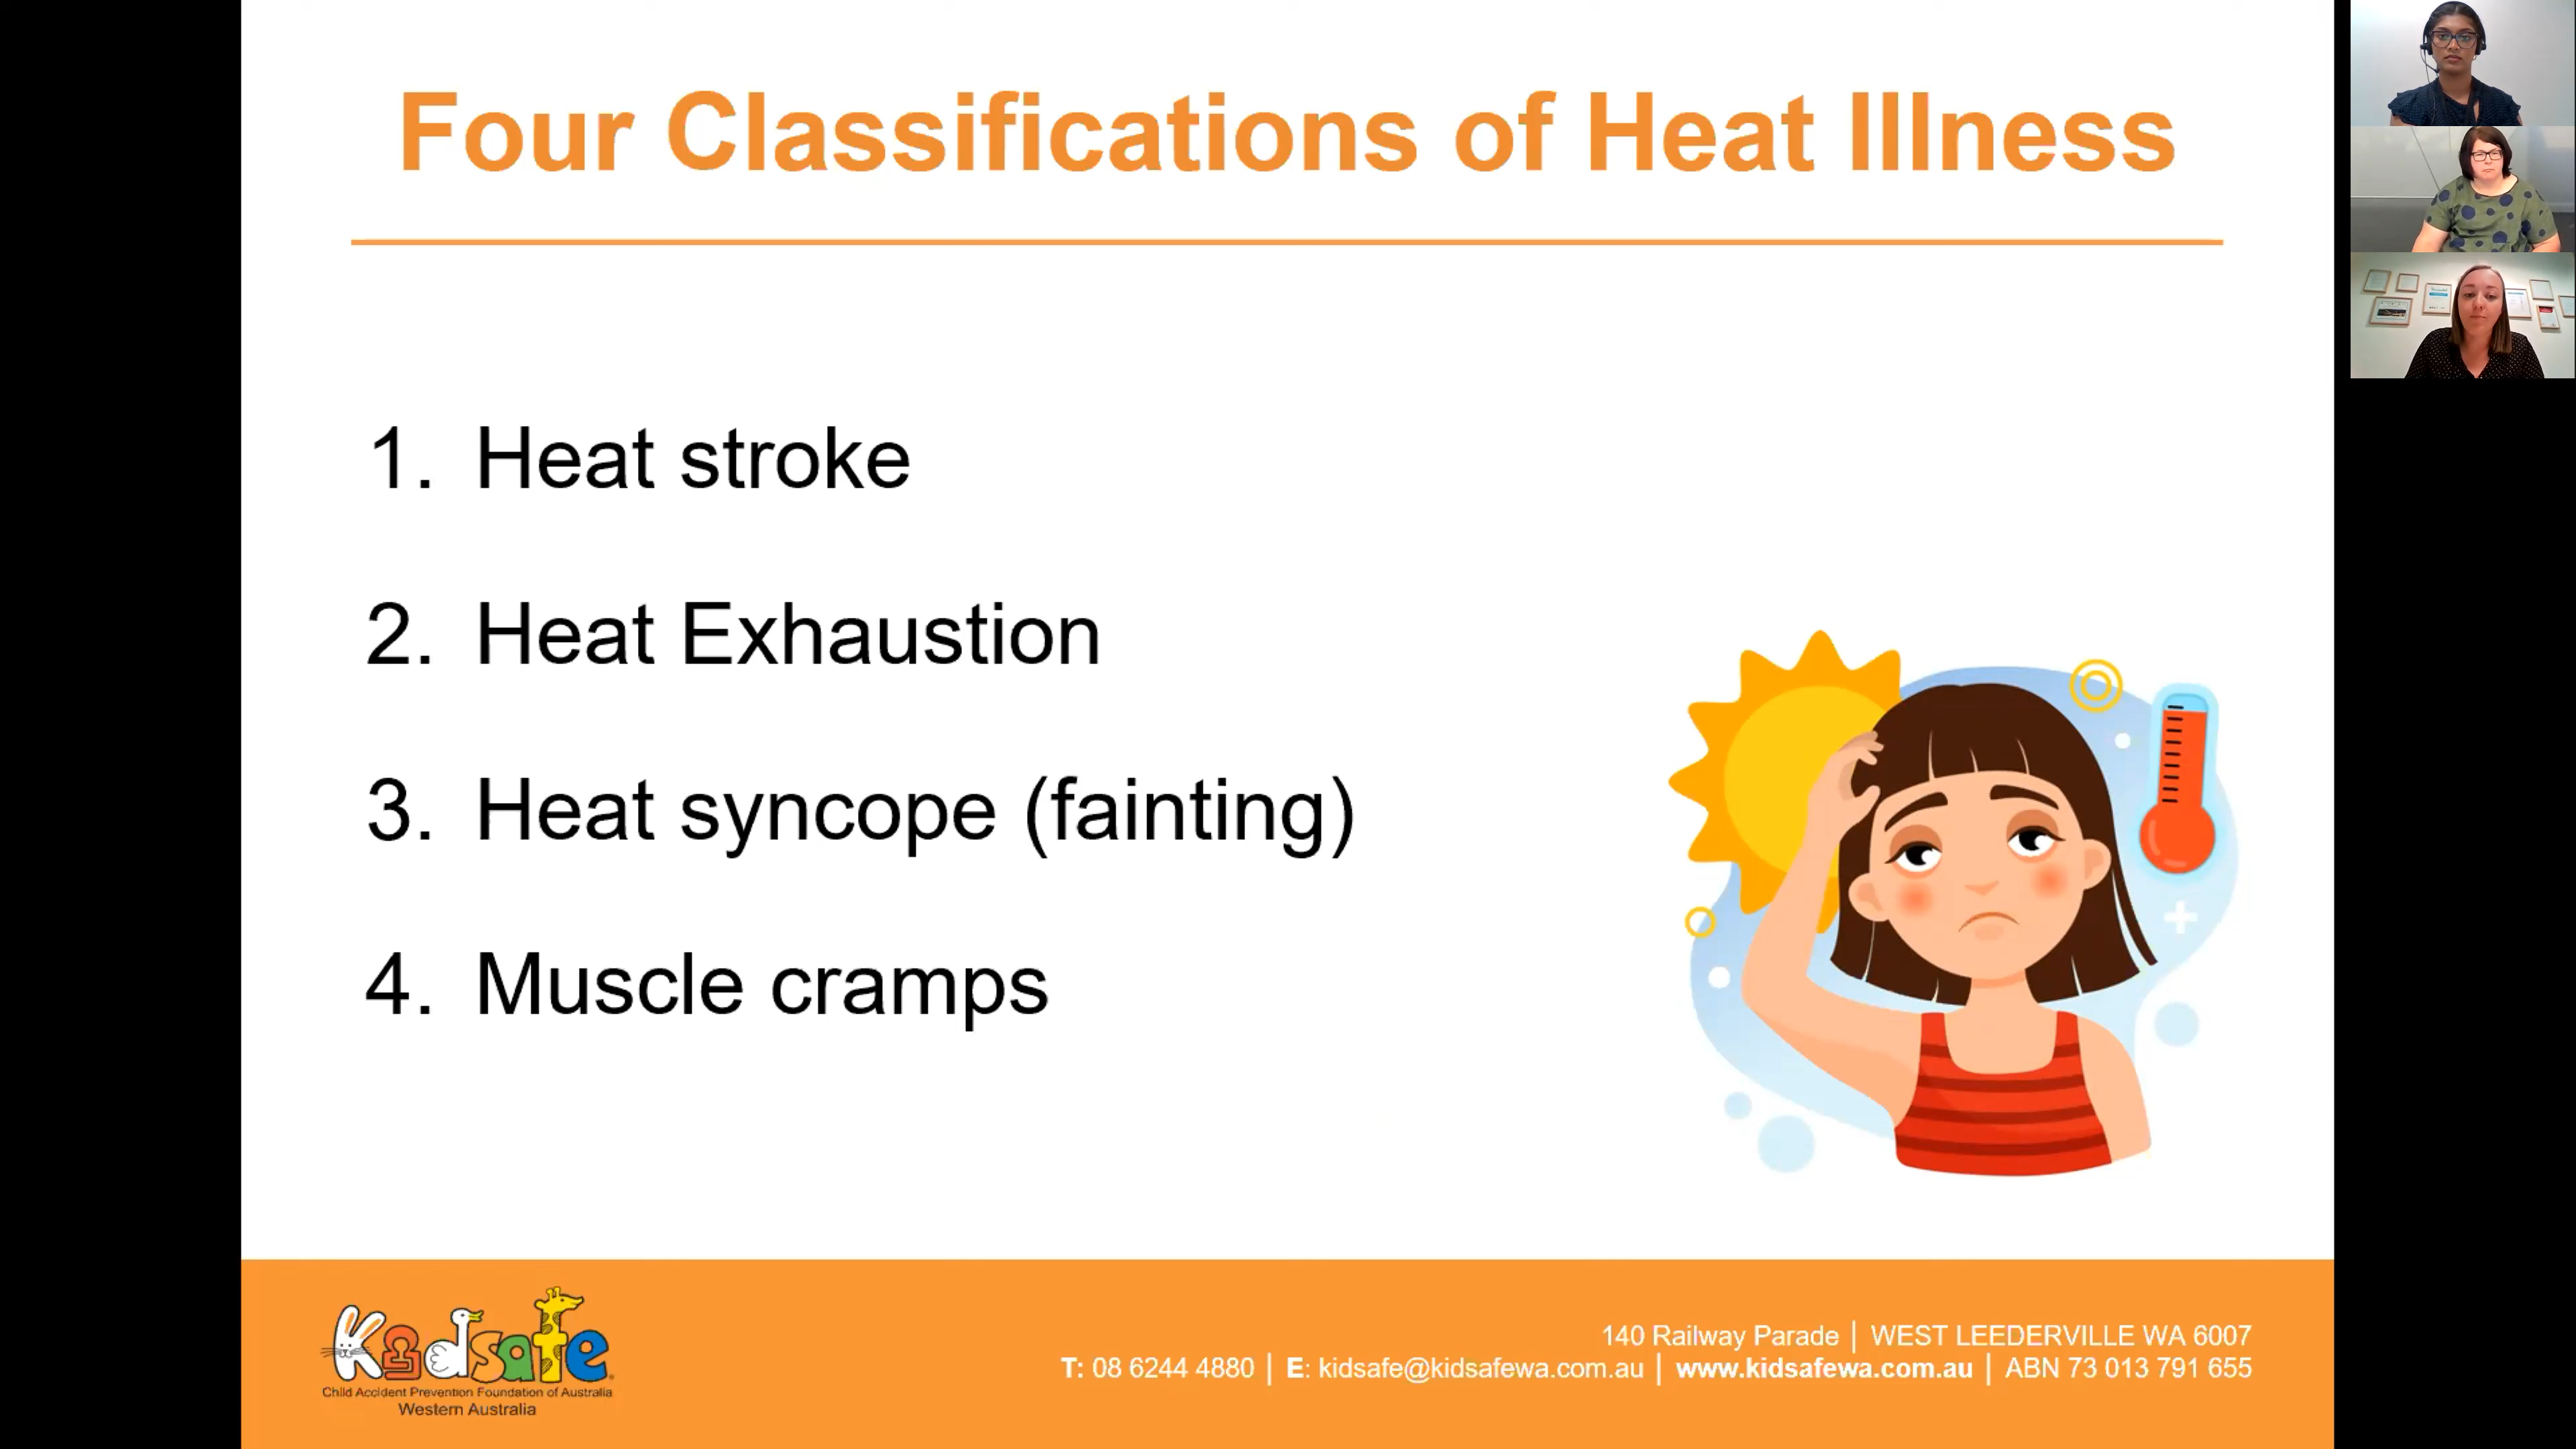 Four Classifications of Heat Illness
1. Heat stroke
2. Heat Exhaustion
3. Heat syncope (fainting)
4. Muscle cramps
Kidsafe
Child Accident Prevention Foundation of Australia
Western Australia
140 Railway Parade | WEST LEEDERVILLE WA 6007
T: 08 6244 4880 | E: kidsafe@kidsafewa.com.au | www.kidsafewa.com.au | ABN 73 013 791 655